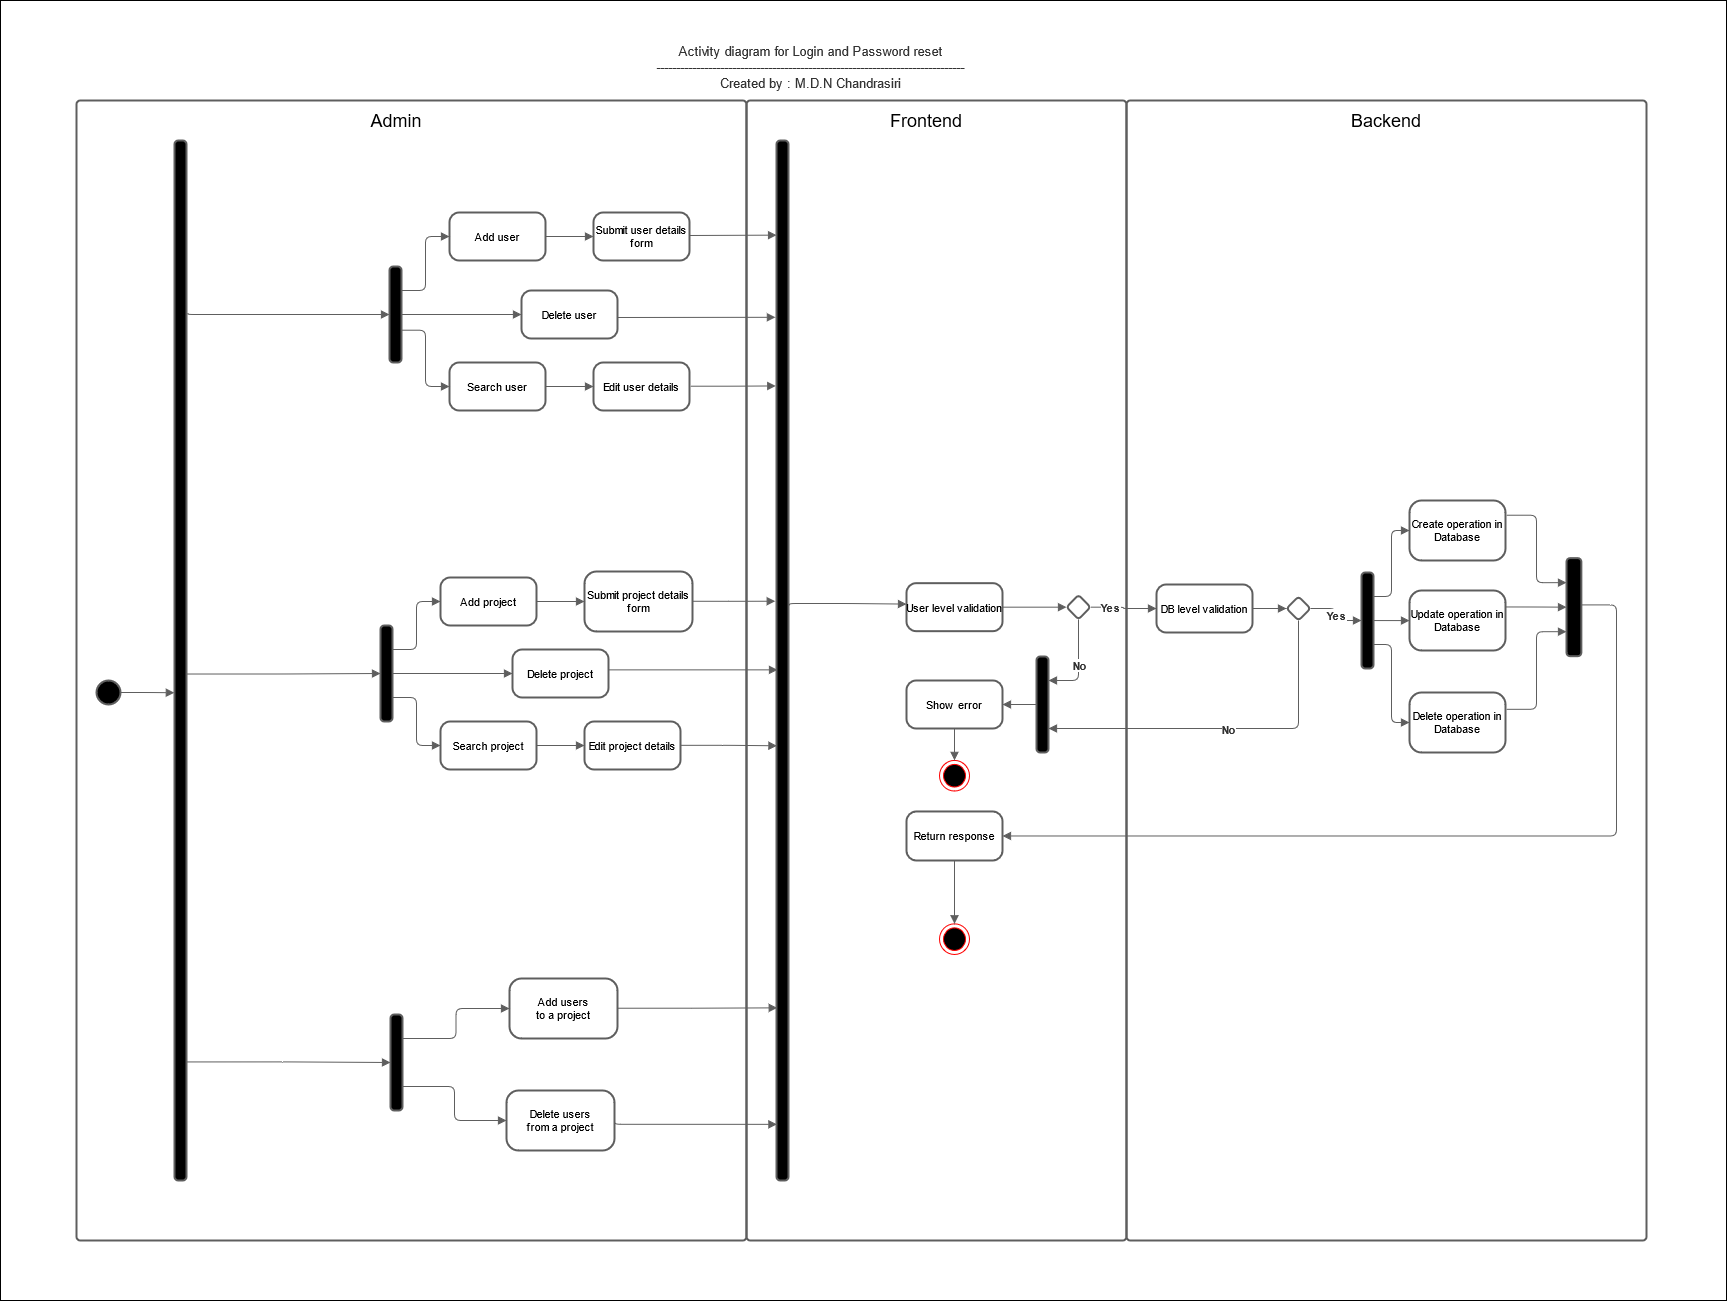 Activity diagram for Login and Password reset
-----------------------------------------------------------------------------
Created by : M.D.N Chandrasiri
Admin
Frontend
Backend
Add user
Submit user details
form
Delete user
Search user
Edit user details
Add project
Submit project details
form
Delete project
Search project
Edit project details
Add users
to a project
Delete users
from a project
User level validation
Yes
No
Show error
Return response
DB level validation
Yes
No
Create operation in
Database
Update operation in
Database
Delete operation in
Database